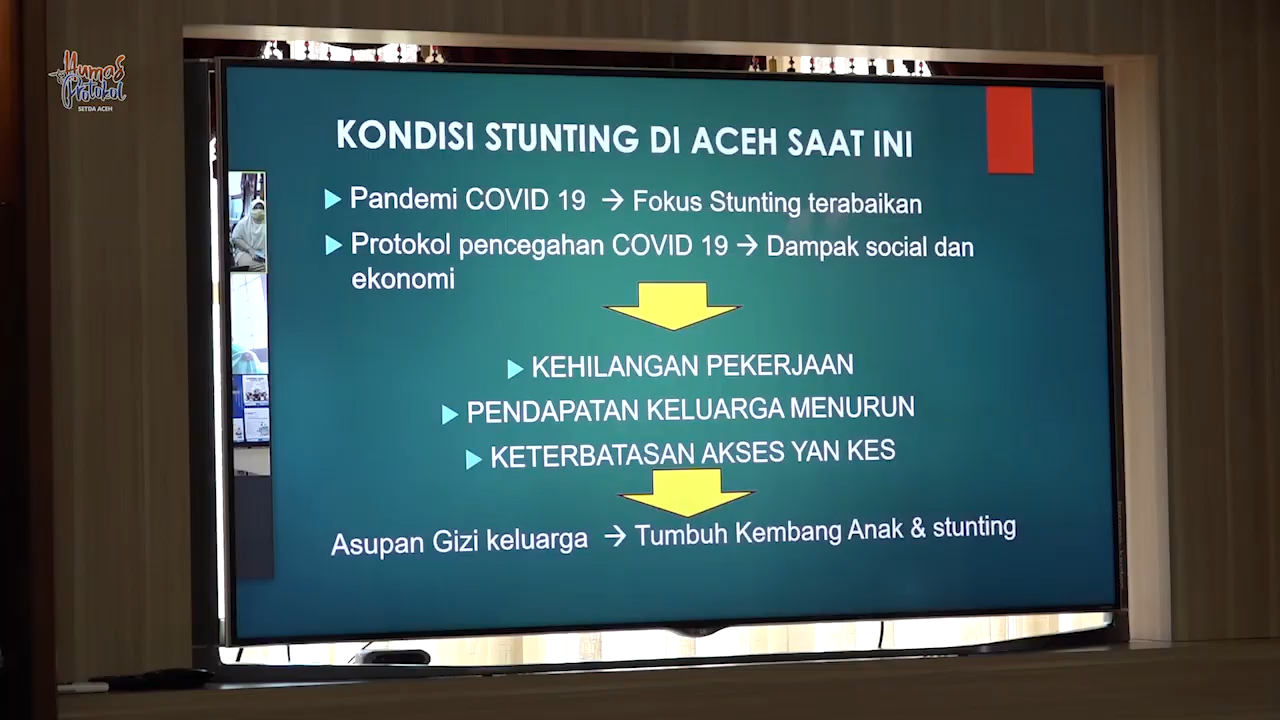 Humas
Protokol
SETDA ACEH
KONDISI STUNTING DI ACEH SAAT INI
Pandemi COVID 19 → Fokus Stunting terabaikan
Protokol pencegahan COVID 19 → Dampak social dan
ekonomi
KEHILANGAN PEKERJAAN
PENDAPATAN KELUARGA MENURUN
KETERBATASAN AKSES YAN KES
Asupan Gizi keluarga → Tumbuh Kembang Anak & stunting